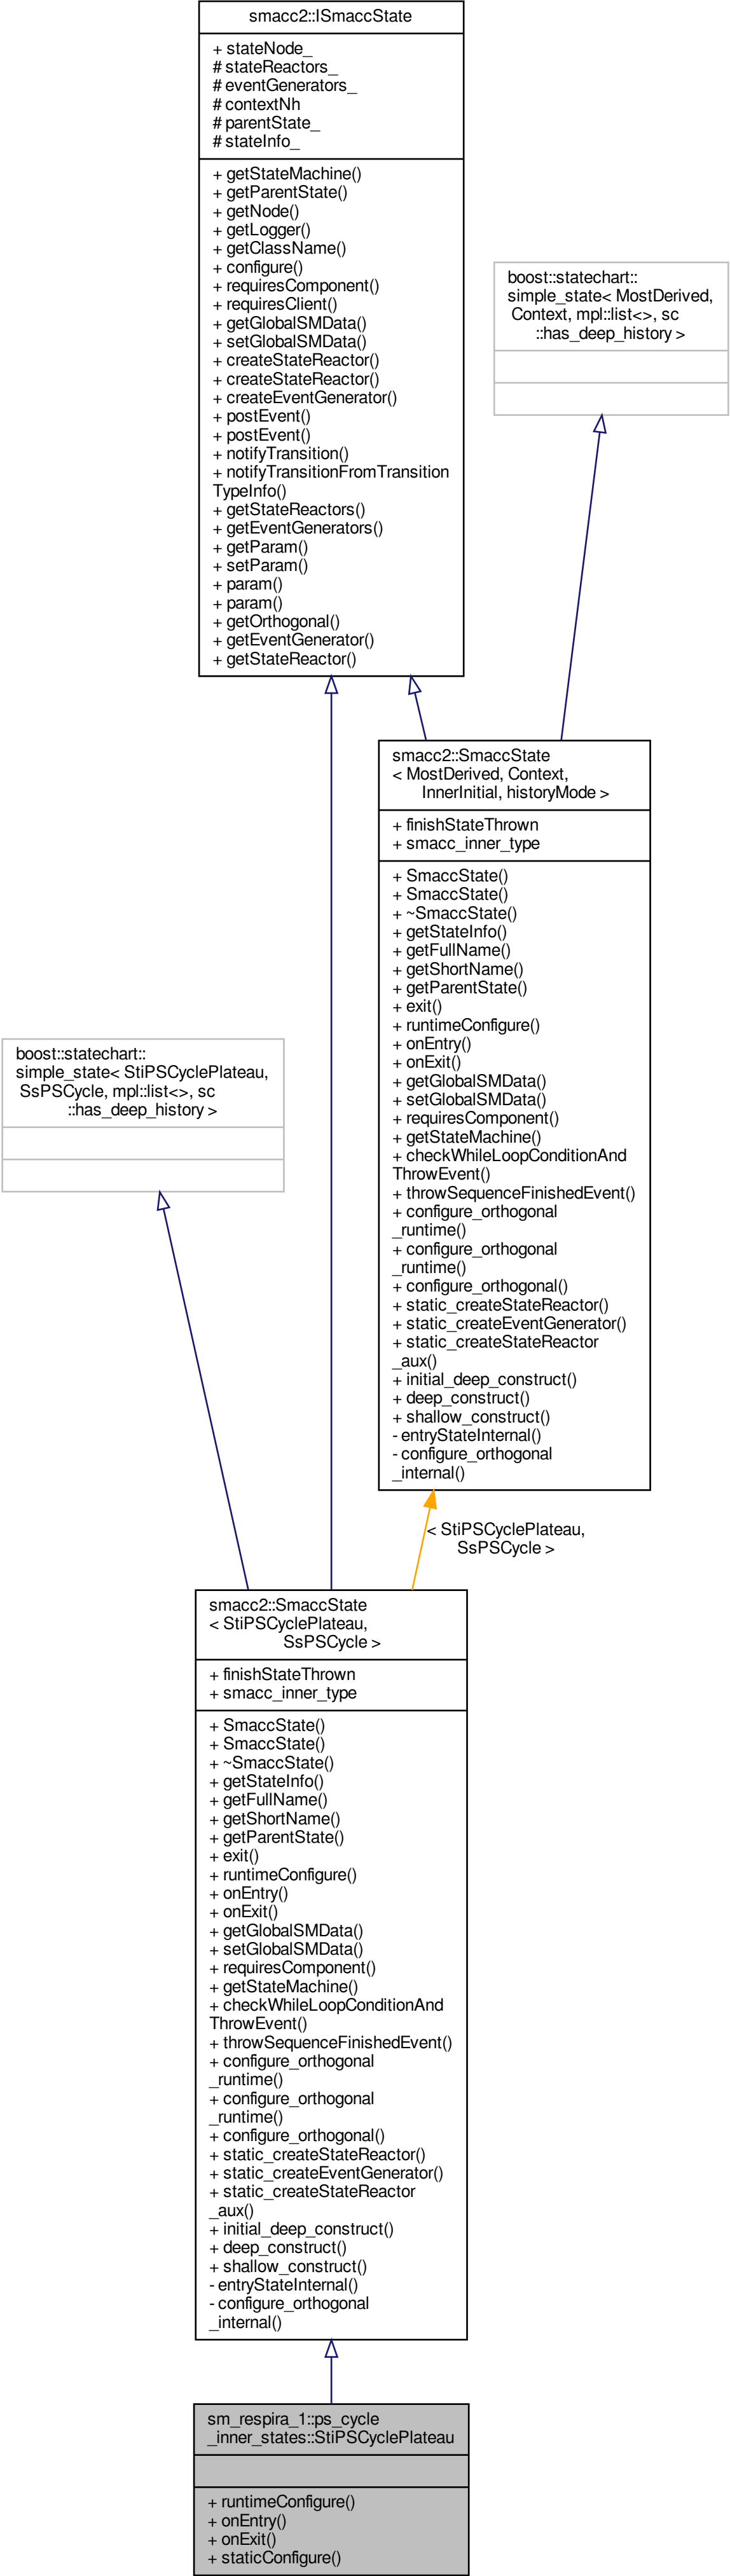 smacc2::ISmaccState
+ stateNode_
# stateReactors_
# eventGenerators_
# contextNh
# parentState_
# stateInfo_
+ getStateMachine()
+ getParentState()
+ getNode()
+ getLogger()
+ getClassName()
+ configure()
+ requiresComponent()
+ requiresClient()
+ getGlobalSMData()
+ setGlobalSMData()
+ createStateReactor()
+ createStateReactor()
+ createEventGenerator()
+ postEvent()
+ postEvent()
+ notifyTransition()
+ notifyTransitionFromTransition
TypeInfo()
+ getStateReactors()
+ getEventGenerators()
+ getParam()
+ setParam()
+ param()
+ param()
+ getOrthogonal()
+ getEventGenerator()
+ getStateReactor()
boost::statechart::
simple_state< MostDerived,
Context, mpl::list<>, sc
::has_deep_history >
smacc2::SmaccState
< MostDerived, Context,
InnerInitial, historyMode >
+ finishStateThrown
+ smacc_inner_type
+ SmaccState()
+ SmaccState()
+ ~SmaccState()
+ getStateInfo()
+ getFullName()
+ getShortName()
+ getParentState()
+ exit()
+ runtimeConfigure()
+ onEntry()
+ onExit()
+ getGlobalSMData()
+ setGlobalSMData()
+ requiresComponent()
+ getStateMachine()
+ checkWhileLoopConditionAnd
ThrowEvent()
+ throwSequenceFinishedEvent()
+ configure_orthogonal
_runtime()
+ configure_orthogonal
_runtime()
+ configure_orthogonal()
+ static_createStateReactor()
+ static_createEventGenerator()
+ static_createStateReactor
_aux()
+ initial_deep_construct()
+ deep_construct()
+ shallow_construct()
- entryStateInternal()
- configure_orthogonal
_internal()
boost::statechart::
simple_state< StiPSCyclePlateau,
SsPSCycle, mpl::list<>, sc
::has_deep_history >
< StiPSCyclePlateau,
SsPSCycle >
smacc2::SmaccState
< StiPSCyclePlateau,
SsPSCycle >
+ finishStateThrown
+ smacc_inner_type
+ SmaccState()
+ SmaccState()
+ ~SmaccState()
+ getStateInfo()
+ getFullName()
+ getShortName()
+ getParentState()
+ exit()
+ runtimeConfigure()
+ onEntry()
+ onExit()
+ getGlobalSMData()
+ setGlobalSMData()
+ requiresComponent()
+ getStateMachine()
+ checkWhileLoopConditionAnd
ThrowEvent()
+ throwSequenceFinishedEvent()
+ configure_orthogonal
_runtime()
+ configure_orthogonal
_runtime()
+ configure_orthogonal()
+ static_createStateReactor()
+ static_createEventGenerator()
+ static_createStateReactor
_aux()
+ initial_deep_construct()
+ deep_construct()
+ shallow_construct()
- entryStateInternal()
- configure_orthogonal
_internal()
sm_respira_1::ps_cycle
_inner_states::StiPSCyclePlateau
+ runtimeConfigure()
+ onEntry()
+ onExit()
+ staticConfigure()